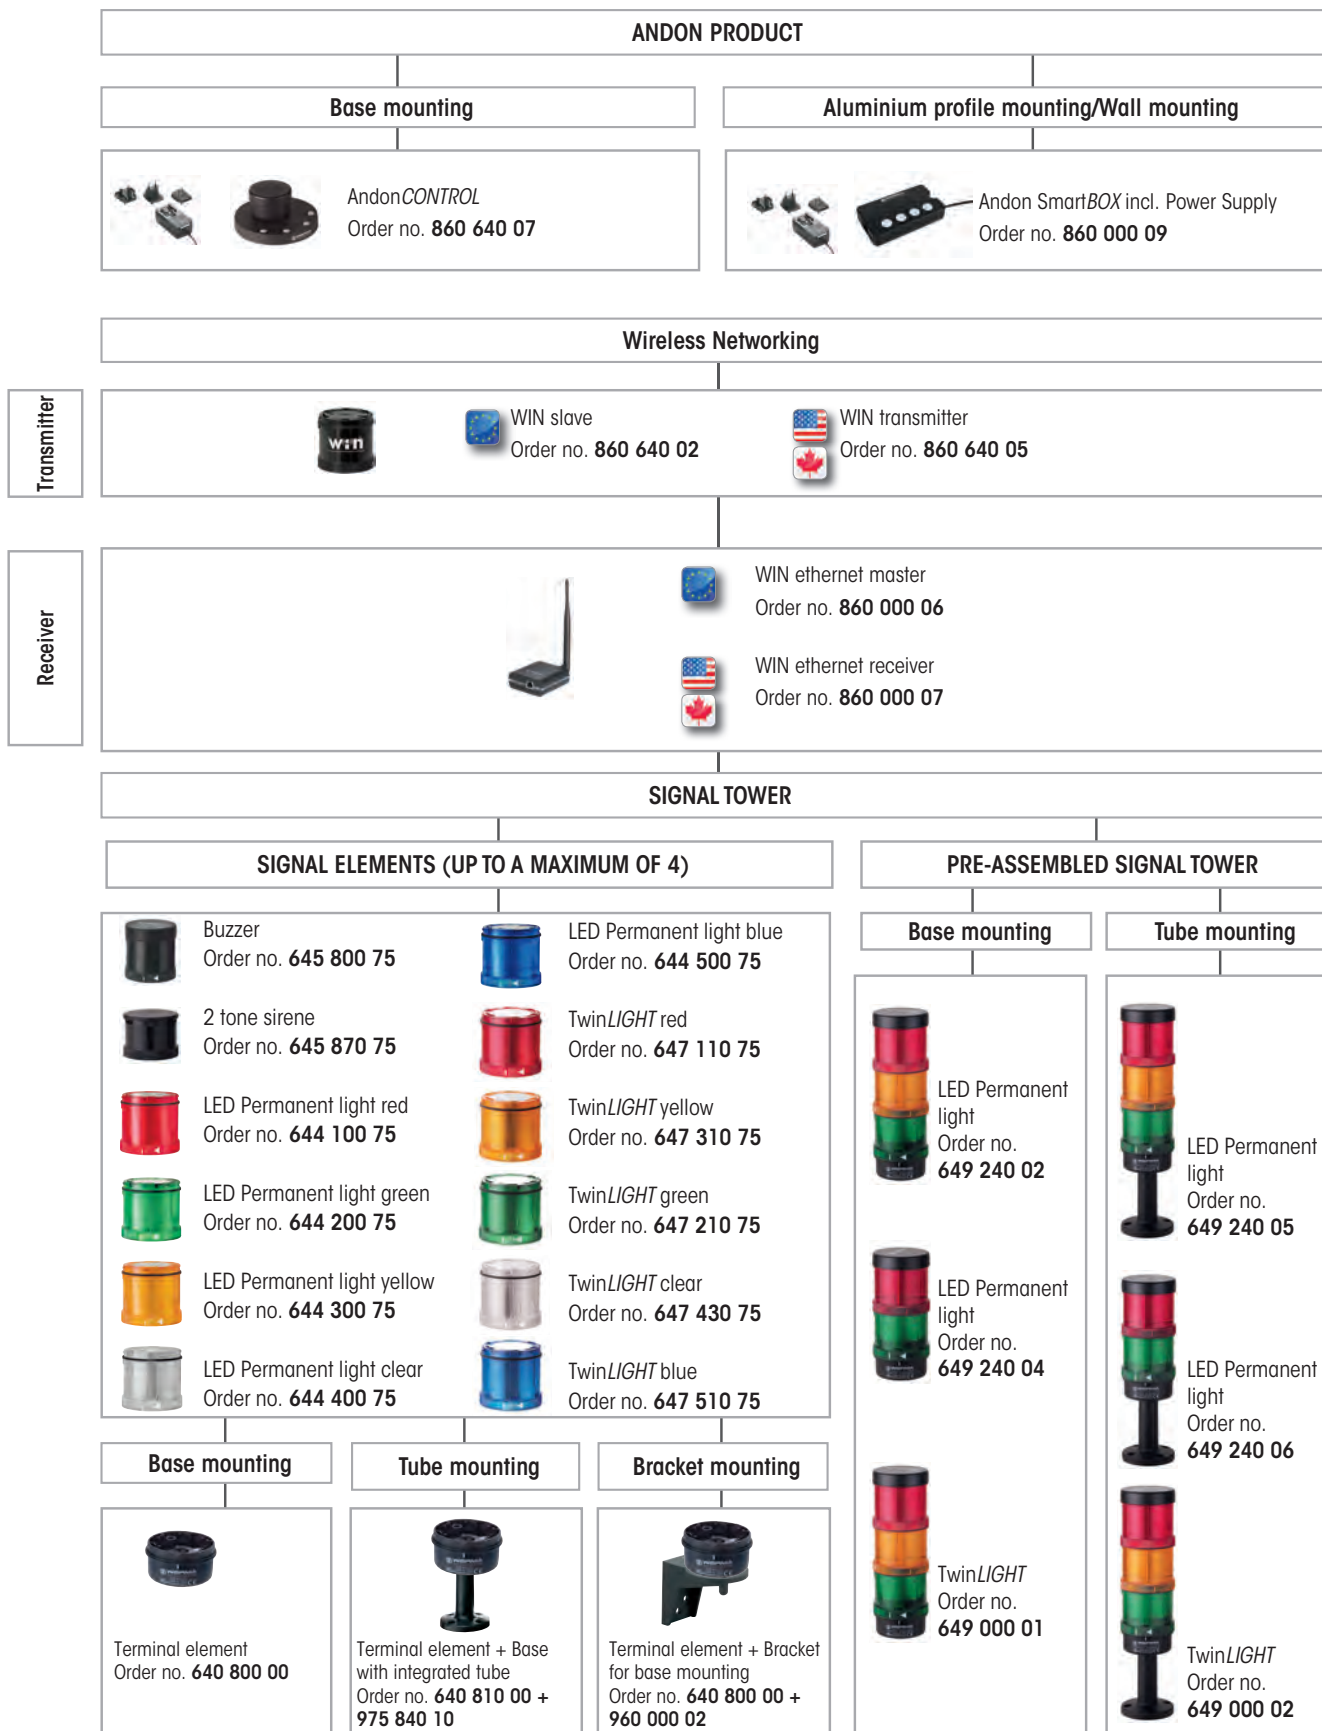 ANDON PRODUCT
Base mounting
Aluminium profile mounting/Wall mounting
AndonCONTROL
Order no. 860 640 07
Andon SmartBOX incl. Power Supply
Order no. 860 000 09
Wireless Networking
Transmitter
win
WIN slave
Order no. 860 640 02
WIN transmitter
Order no. 860 640 05
Receiver
WIN ethernet master
Order no. 860 000 06
WIN ethernet receiver
Order no. 860 000 07
SIGNAL TOWER
SIGNAL ELEMENTS (UP TO A MAXIMUM OF 4)
Buzzer
Order no. 645 800 75
2 tone sirene
Order no. 645 870 75
LED Permanent light red
Order no. 644 100 75
LED Permanent light green
Order no. 644 200 75
LED Permanent light yellow
Order no. 644 300 75
LED Permanent light clear
Order no. 644 400 75
LED Permanent light blue
Order no. 644 500 75
TwinLIGHT red
Order no. 647 110 75
TwinLIGHT yellow
Order no. 647 310 75
TwinLIGHT green
Order no. 647 210 75
TwinLIGHT clear
Order no. 647 430 75
TwinLIGHT blue
Order no. 647 510 75
Base mounting
Terminal element
Order no. 640 800 00
Tube mounting
Terminal element + Base
with integrated tube
Order no. 640 810 00 +
975 840 10
Bracket mounting
Terminal element + Bracket
for base mounting
Order no. 640 800 00 +
960 000 02
PRE-ASSEMBLED SIGNAL TOWER
Base mounting
LED Permanent
light
Order no.
649 240 02
LED Permanent
light
Order no.
649 240 04
TwinLIGHT
Order no.
649 000 01
Tube mounting
LED Permanent
light
Order no.
649 240 05
LED Permanent
light
Order no.
649 240 06
TwinLIGHT
Order no.
649 000 02